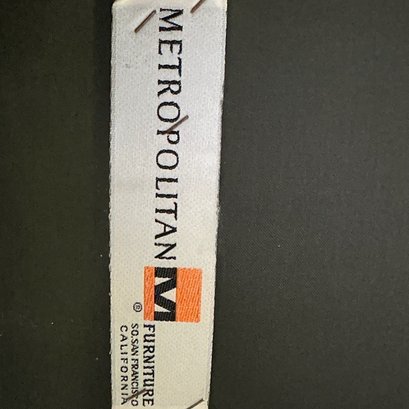 METROPOLITAN
M
FURNITURE
SO. SAN FRANCISCO
CALIFORNIA
®